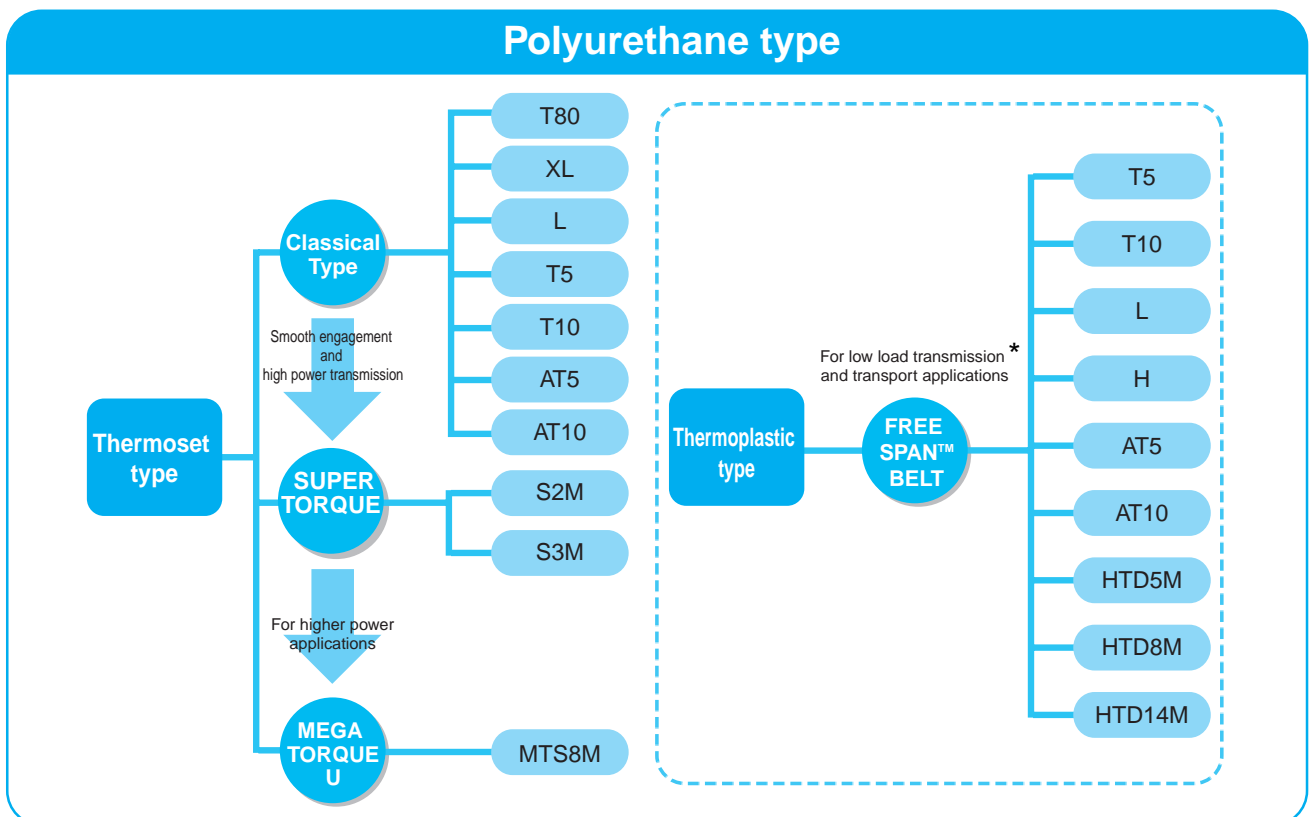 Polyurethane type
Thermoset
type
Classical
Type
Smooth engagement
and
high power transmission
SUPER
TORQUE
For higher power
applications
MEGA
TORQUE
U
T80
XL
L
T5
T10
AT5
AT10
S2M
S3M
MTS8M
Thermoplastic
type
For low load transmission *
and transport applications
FREE
SPAN™
BELT
T5
T10
L
H
AT5
AT10
HTD5M
HTD8M
HTD14M